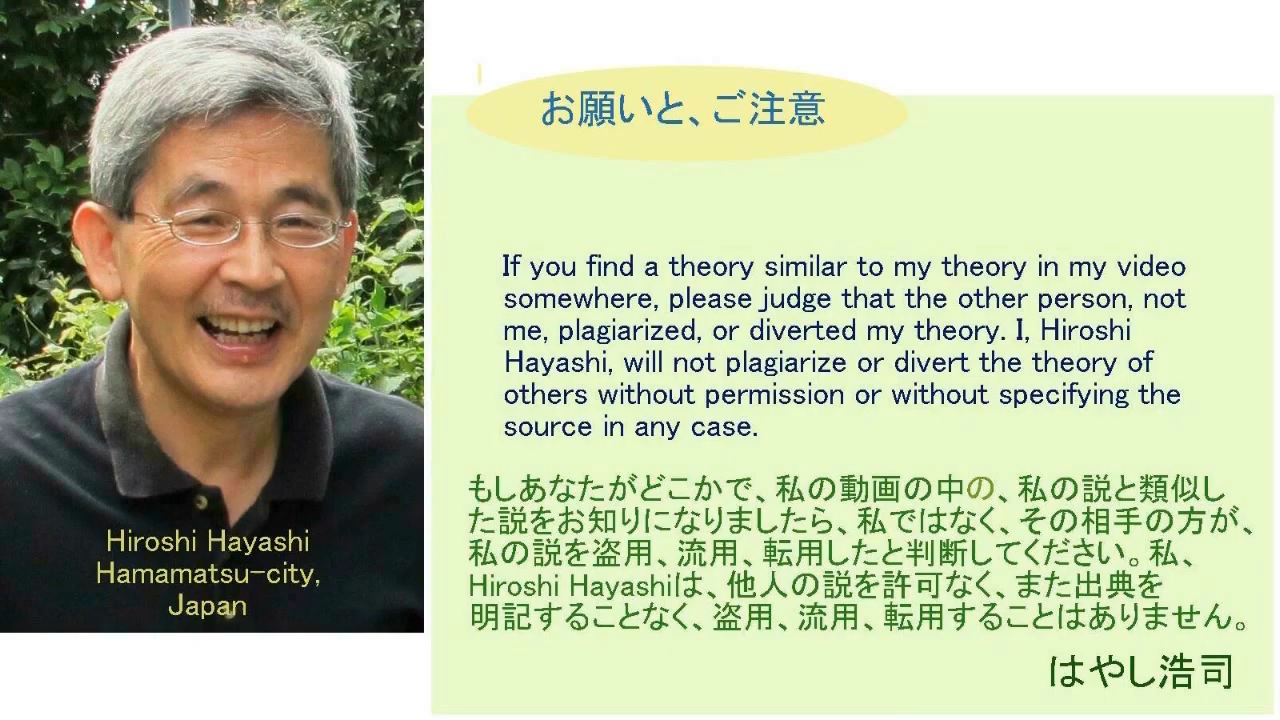 お願いと、ご注意
If you find a theory similar to my theory in my video
somewhere, please judge that the other person, not
me, plagiarized, or diverted my theory. I, Hiroshi
Hayashi, will not plagiarize or divert the theory of
others without permission or without specifying the
source in any case.
もしあなたがどこかで、私の動画の中の、私の説と類似し
た説をお知りになりましたら、私ではなく、その相手の方が、
私の説を盗用、流用、転用したと判断してください。私、
Hiroshi Hayashiは、他人の説を許可なく、また出典を
明記することなく、盗用、流用、転用することはありません。
はやし浩司
Hiroshi Hayashi
Hamamatsu-city,
Japan